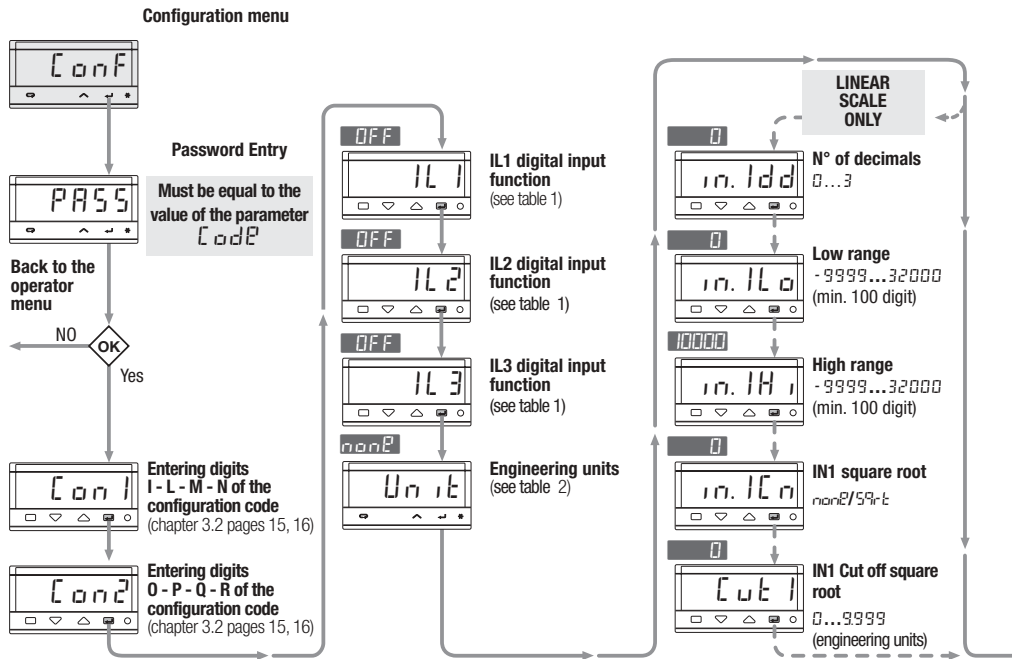 Configuration menu
ConF
PASS
Password Entry
Must be equal to the
value of the parameter
CodE
Back to the
operator
menu
NO
OK
Yes
Con1
Entering digits
I - L - M - N of the
configuration code
(chapter 3.2 pages 15, 16)
Con2
Entering digits
O - P - Q - R of the
configuration code
(chapter 3.2 pages 15, 16)
OFF
IL1
IL1 digital input
function
(see table 1)
OFF
IL2
IL2 digital input
function
(see table 1)
OFF
IL3
IL3 digital input
function
(see table 1)
nonE
Unit
Engineering units
(see table 2)
LINEAR
SCALE
ONLY
0
in.1dd
N° of decimals
0...3
0
in.1Lo
Low range
-9999...32000
(min. 100 digit)
10000
in.1Hi
High range
-9999...32000
(min. 100 digit)
0
in.1Cn
IN1 square root
nonE/Sqrt
0
Cut1
IN1 Cut off square
root
0...9.999
(engineering units)